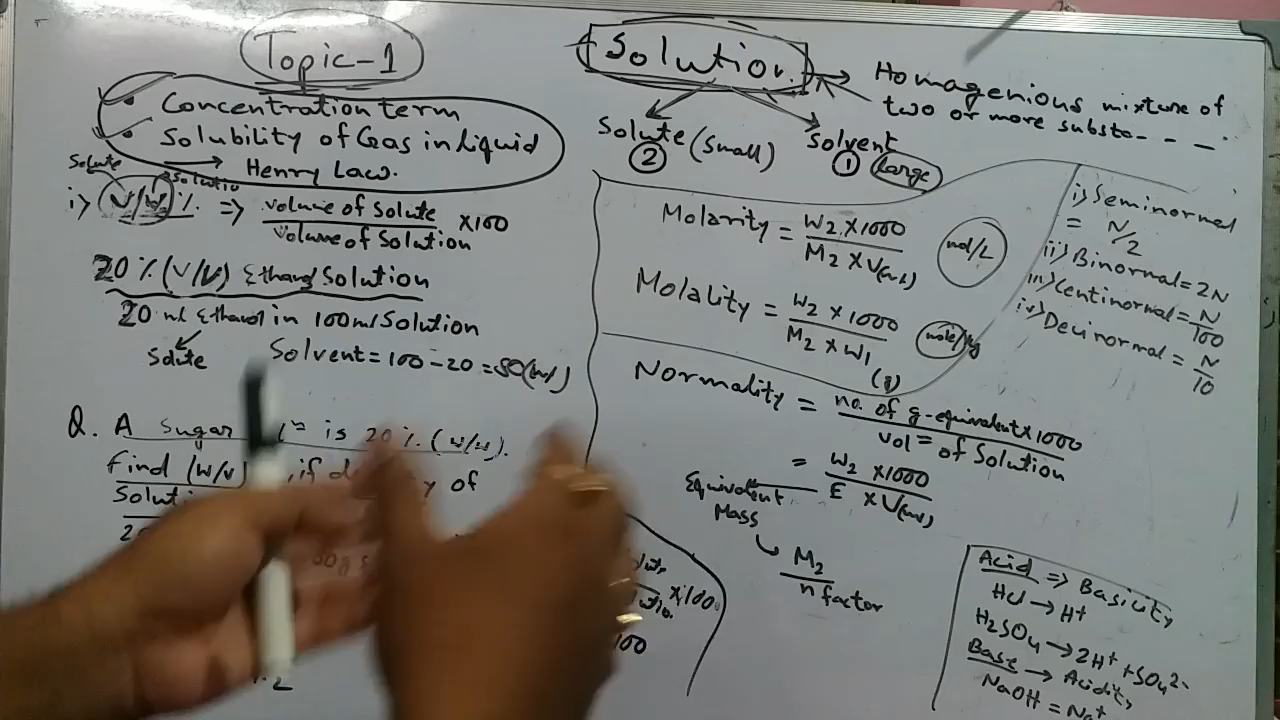 Topic-1
• Concentration term
• Solubility of Gas in Liquid
→ Henry Law.
Solute
i> (V/V) % ⇒ volume of Solute / Volume of Solution ×100
20 % (V/V) Ethanol Solution
20 ml Ethanol in 100ml Solution
Solute
Solvent = 100 - 20 = 80(ml)
Q. A Sugar is 20 % (w/w).
find (w/v) if of
Solution
×100
100
Solution
Homagenious mixture of
two or more substa- - - -
Solute (Small)
②
Solvent
① Large
Molarity = W2 × 1000 / M2 × V(mL)
mol/L
Molality = W2 × 1000 / M2 × W1 (g)
mole/kg
Normality = no. of g-equivalent × 1000 / vol = of Solution
= W2 × 1000 / E × V(ml)
Equivalent
Mass
M2 / n factor
i> Seminormal
= N/2
ii> Binormal = 2N
iii> Centinormal = N/100
iv> Decinormal = N/10
Acid ⇒ Basicity
HCl → H+
H2SO4 → 2H+ + SO4 2-
Base → Acidity
NaOH = Na+